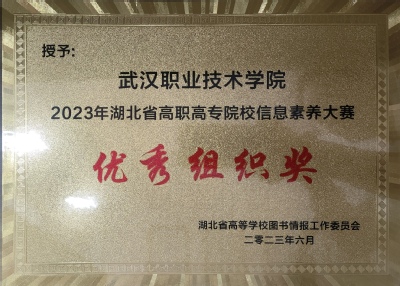 授予:
武汉职业技术学院
2023年湖北省高职高专院校信息素养大赛
优秀组织奖
湖北省高等学校图书情报工作委员会
二零二三年六月